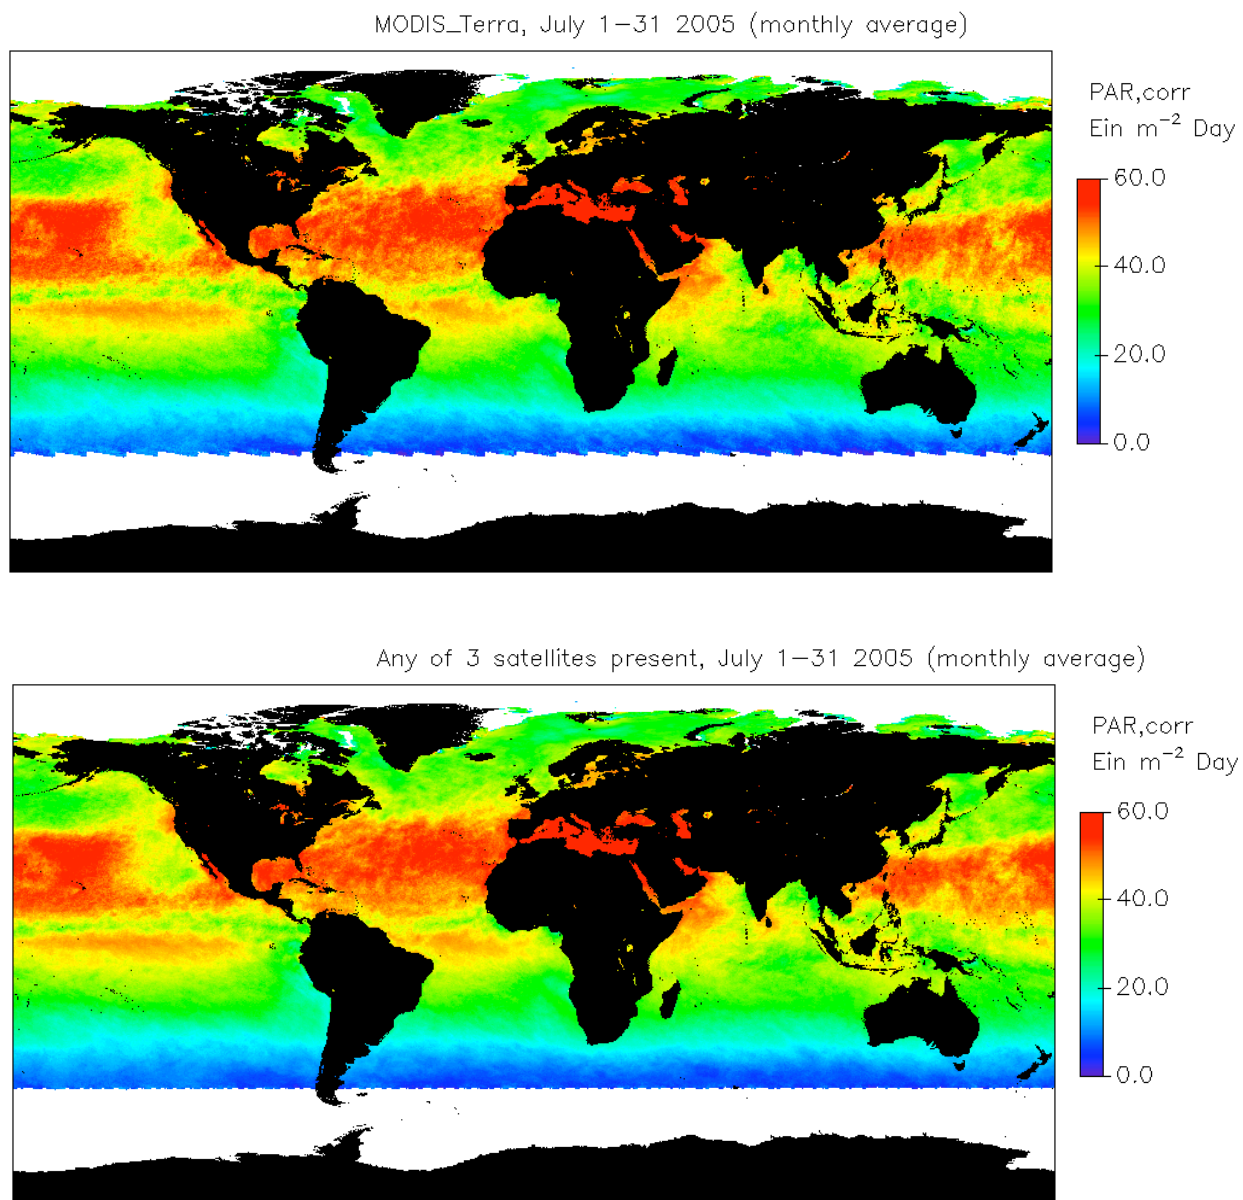 MODIS_Terra, July 1-31 2005 (monthly average)
PAR,corr
Ein m⁻² Day
60.0
40.0
20.0
0.0
Any of 3 satellites present, July 1-31 2005 (monthly average)
PAR,corr
Ein m⁻² Day
60.0
40.0
20.0
0.0